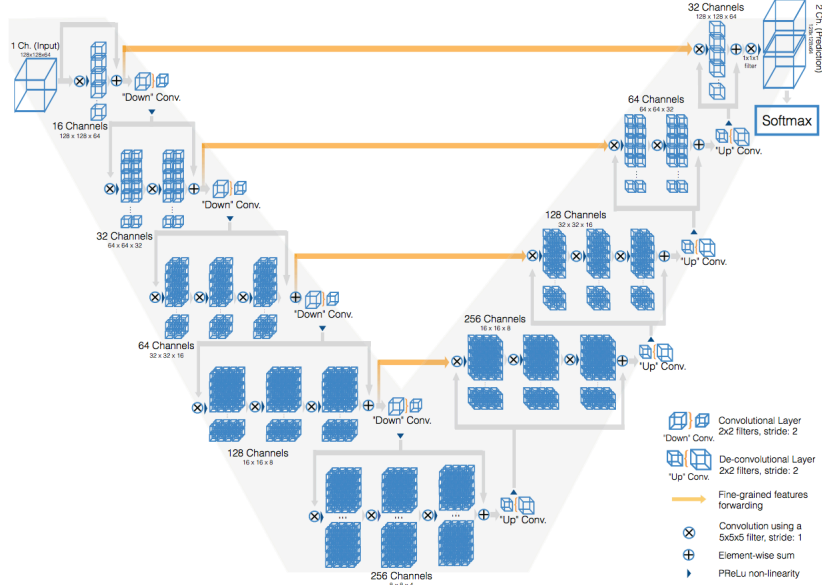 1 Ch. (Input)
128x128x64
"Down" Conv.
16 Channels
128 x 128 x 64
"Down" Conv.
32 Channels
64 x 64 x 32
"Down" Conv.
64 Channels
32 x 32 x 16
"Down" Conv.
128 Channels
16 x 16 x 8
256 Channels
"Up" Conv.
256 Channels
16 x 16 x 8
"Up" Conv.
128 Channels
32 x 32 x 16
"Up" Conv.
64 Channels
64 x 64 x 32
"Up" Conv.
32 Channels
128 x 128 x 64
1x1x1
filter
2 Ch. (Prediction)
Softmax
"Down" Conv.
Convolutional Layer
2x2 filters, stride: 2
"Up" Conv.
De-convolutional Layer
2x2 filters, stride: 2
Fine-grained features
forwarding
Convolution using a
5x5x5 filter, stride: 1
Element-wise sum
PReLu non-linearity